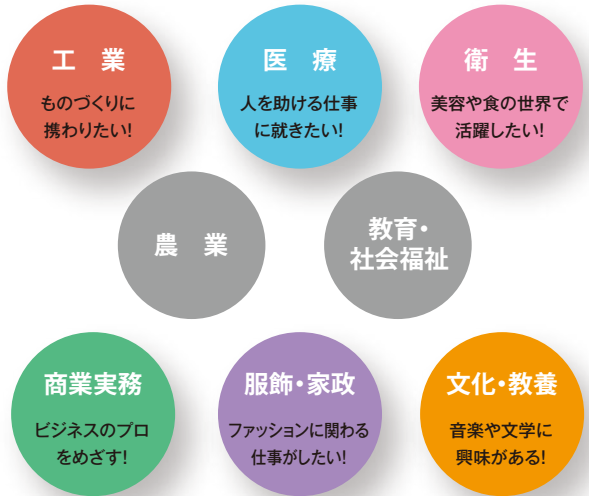 工　業
ものづくりに
携わりたい!
医　療
人を助ける仕事
に就きたい!
衛　生
美容や食の世界で
活躍したい!
農　業
教育・
社会福祉
商業実務
ビジネスのプロ
をめざす!
服飾・家政
ファッションに関わる
仕事がしたい!
文化・教養
音楽や文学に
興味がある!